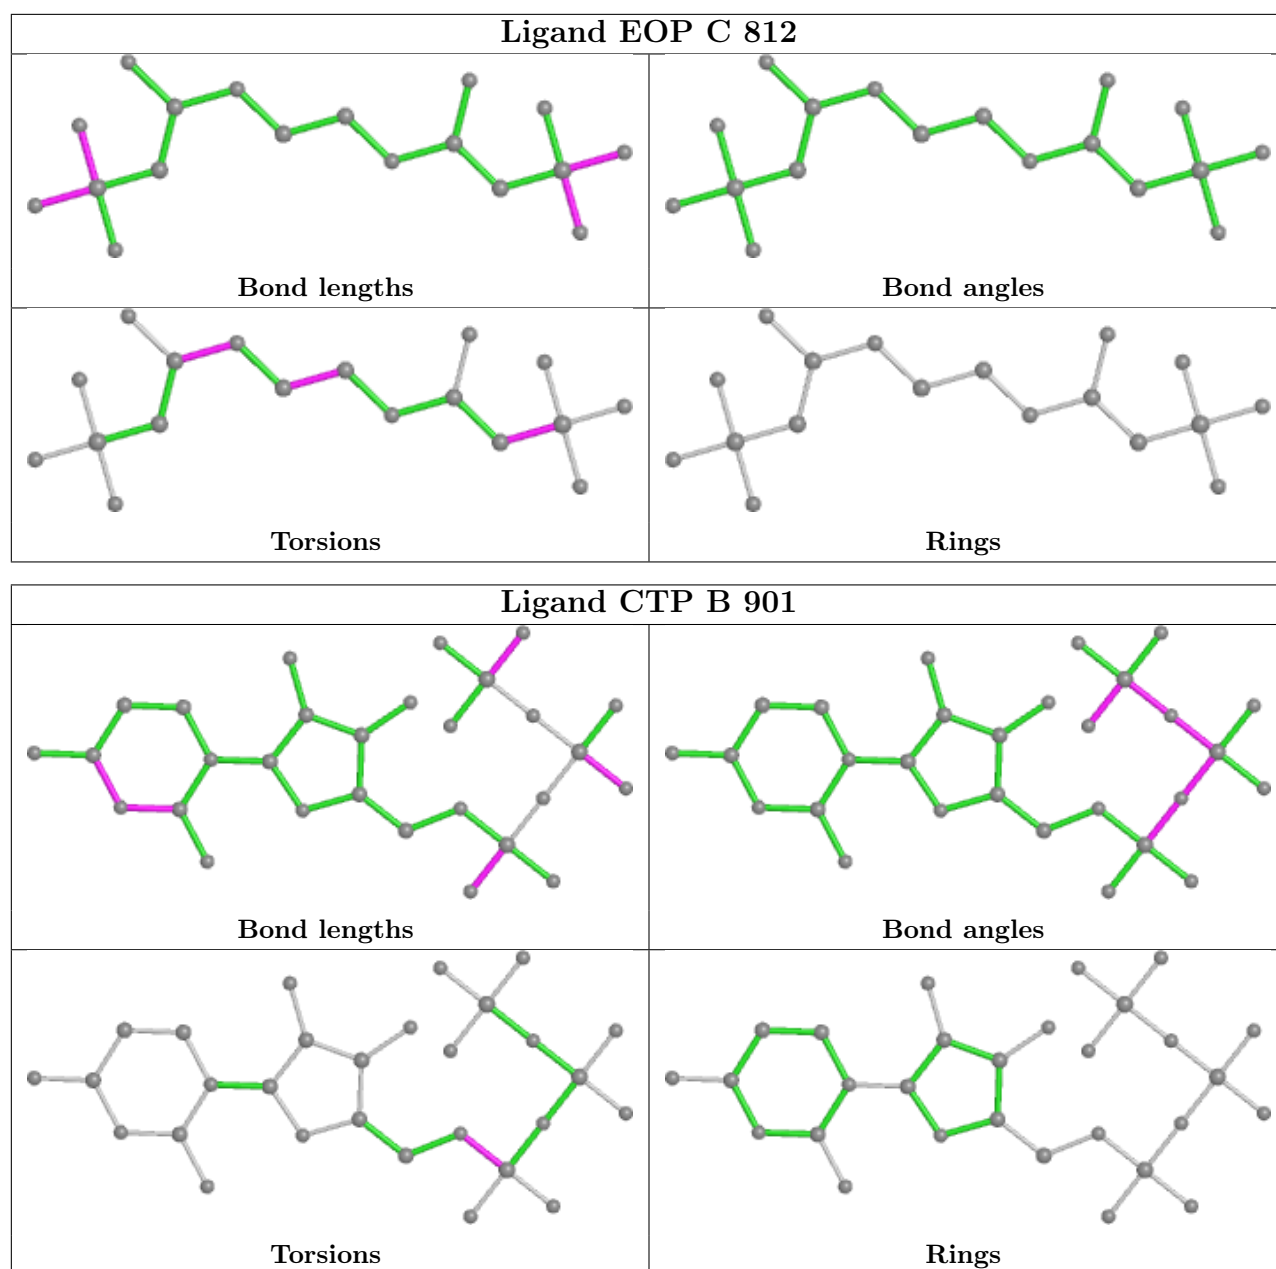 Ligand EOP C 812
Bond lengths
Bond angles
Torsions
Rings
Ligand CTP B 901
Bond lengths
Bond angles
Torsions
Rings